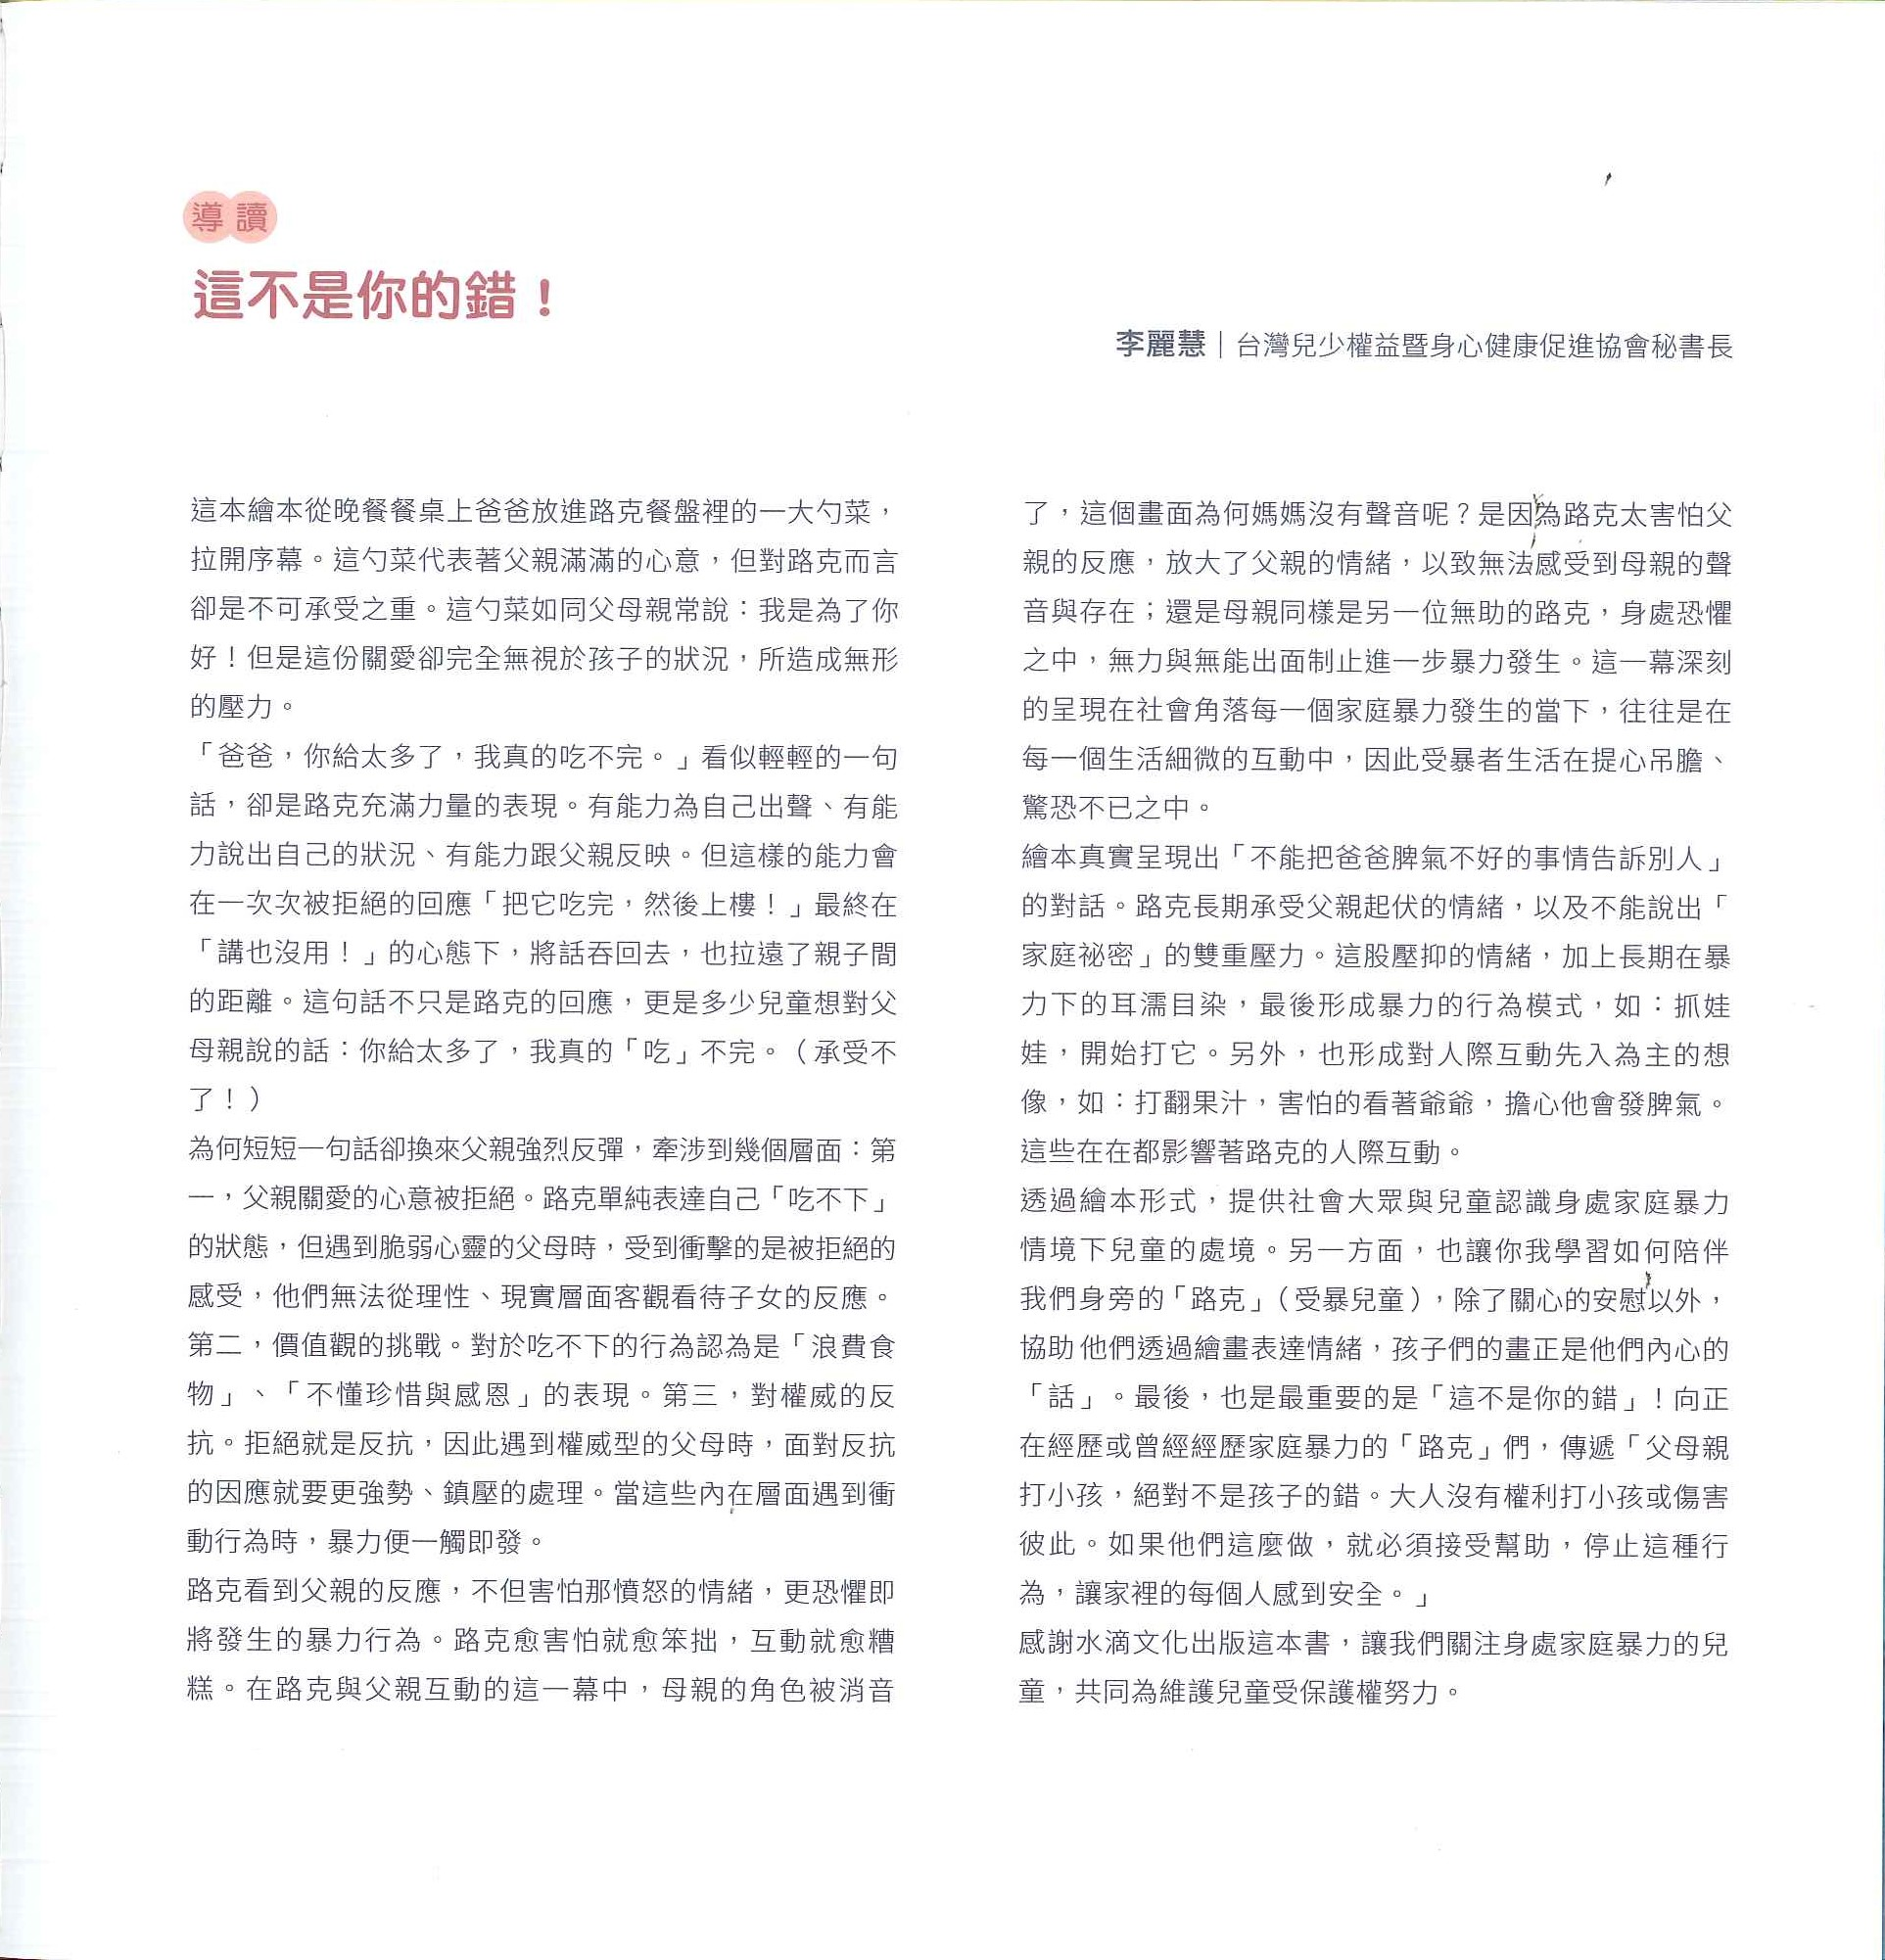 導讀
這不是你的錯！
李麗慧｜台灣兒少權益暨身心健康促進協會秘書長
這本繪本從晚餐餐桌上爸爸放進路克餐盤裡的一大勺菜，
拉開序幕。這勺菜代表著父親滿滿的心意，但對路克而言
卻是不可承受之重。這勺菜如同父母親常說：我是為了你
好！但是這份關愛卻完全無視於孩子的狀況，所造成無形
的壓力。
「爸爸，你給太多了，我真的吃不完。」看似輕輕的一句
話，卻是路克充滿力量的表現。有能力為自己出聲、有能
力說出自己的狀況、有能力跟父親反映。但這樣的能力會
在一次次被拒絕的回應「把它吃完，然後上樓！」最終在
「講也沒用！」的心態下，將話吞回去，也拉遠了親子間
的距離。這句話不只是路克的回應，更是多少兒童想對父
母親說的話：你給太多了，我真的「吃」不完。（承受不
了！）
為何短短一句話卻換來父親強烈反彈，牽涉到幾個層面：第
一，父親關愛的心意被拒絕。路克單純表達自己「吃不下」
的狀態，但遇到脆弱心靈的父母時，受到衝擊的是被拒絕的
感受，他們無法從理性、現實層面客觀看待子女的反應。
第二，價值觀的挑戰。對於吃不下的行為認為是「浪費食
物」、「不懂珍惜與感恩」的表現。第三，對權威的反
抗。拒絕就是反抗，因此遇到權威型的父母時，面對反抗
的因應就要更強勢、鎮壓的處理。當這些內在層面遇到衝
動行為時，暴力便一觸即發。
路克看到父親的反應，不但害怕那憤怒的情緒，更恐懼即
將發生的暴力行為。路克愈害怕就愈笨拙，互動就愈糟
糕。在路克與父親互動的這一幕中，母親的角色被消音
了，這個畫面為何媽媽沒有聲音呢？是因為路克太害怕父
親的反應，放大了父親的情緒，以致無法感受到母親的聲
音與存在；還是母親同樣是另一位無助的路克，身處恐懼
之中，無力與無能出面制止進一步暴力發生。這一幕深刻
的呈現在社會角落每一個家庭暴力發生的當下，往往是在
每一個生活細微的互動中，因此受暴者生活在提心吊膽、
驚恐不已之中。
繪本真實呈現出「不能把爸爸脾氣不好的事情告訴別人」
的對話。路克長期承受父親起伏的情緒，以及不能說出「
家庭祕密」的雙重壓力。這股壓抑的情緒，加上長期在暴
力下的耳濡目染，最後形成暴力的行為模式，如：抓娃
娃，開始打它。另外，也形成對人際互動先入為主的想
像，如：打翻果汁，害怕的看著爺爺，擔心他會發脾氣。
這些在在都影響著路克的人際互動。
透過繪本形式，提供社會大眾與兒童認識身處家庭暴力
情境下兒童的處境。另一方面，也讓你我學習如何陪伴
我們身旁的「路克」（受暴兒童），除了關心的安慰以外，
協助他們透過繪畫表達情緒，孩子們的畫正是他們內心的
「話」。最後，也是最重要的是「這不是你的錯」！向正
在經歷或曾經經歷家庭暴力的「路克」們，傳遞「父母親
打小孩，絕對不是孩子的錯。大人沒有權利打小孩或傷害
彼此。如果他們這麼做，就必須接受幫助，停止這種行
為，讓家裡的每個人感到安全。」
感謝水滴文化出版這本書，讓我們關注身處家庭暴力的兒
童，共同為維護兒童受保護權努力。